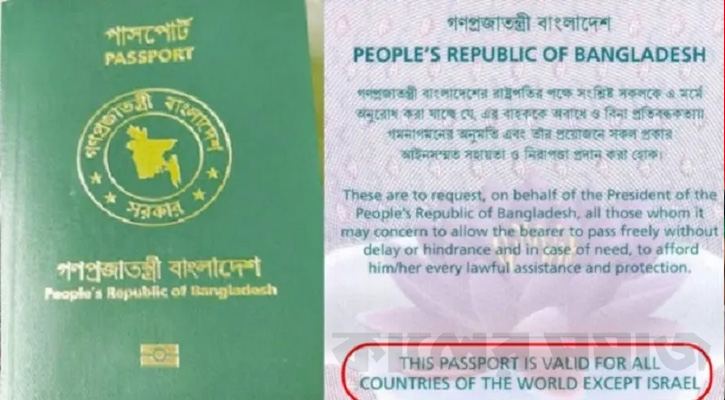 পাসপোর্ট
PASSPORT
গণপ্রজাতন্ত্রী বাংলাদেশ
সরকার
গণপ্রজাতন্ত্রী বাংলাদেশ
People's Republic of Bangladesh
গণপ্রজাতন্ত্রী বাংলাদেশ
PEOPLE'S REPUBLIC OF BANGLADESH
গণপ্রজাতন্ত্রী বাংলাদেশের রাষ্ট্রপতির পক্ষে সংশ্লিষ্ট সকলকে এ মর্মে
অনুরোধ করা যাচ্ছে যে, এর বাহককে অবাধে ও বিনা প্রতিবন্ধকতায়
গমনাগমনের অনুমতি এবং তাঁর প্রয়োজনে সকল প্রকার
আইনসম্মত সহায়তা ও নিরাপত্তা প্রদান করা হোক।
These are to request, on behalf of the President of the
People's Republic of Bangladesh, all those whom it
may concern to allow the bearer to pass freely without
delay or hindrance and in case of need, to afford
him/her every lawful assistance and protection.
কালের সমাজ
THIS PASSPORT IS VALID FOR ALL
COUNTRIES OF THE WORLD EXCEPT ISRAEL